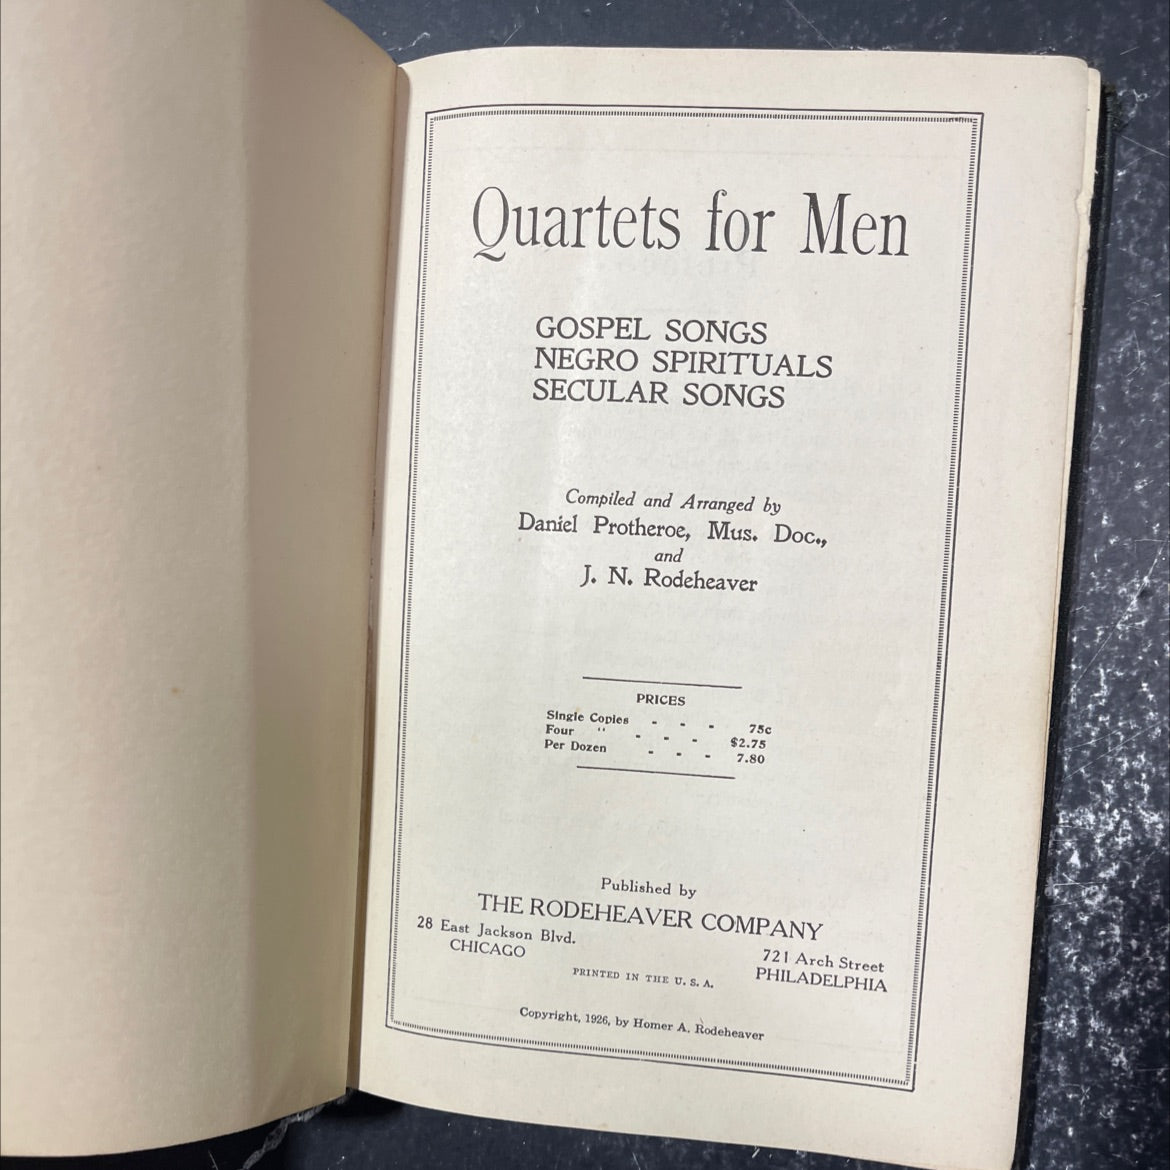 Quartets for Men
GOSPEL SONGS
NEGRO SPIRITUALS
SECULAR SONGS
Compiled and Arranged by
Daniel Protheroe, Mus. Doc.,
and
J. N. Rodeheaver
PRICES
Single Copies - - - 75c
Four " - - - $2.75
Per Dozen - - - 7.80
Published by
THE RODEHEAVER COMPANY
28 East Jackson Blvd.
CHICAGO
721 Arch Street
PHILADELPHIA
PRINTED IN THE U. S. A.
Copyright, 1926, by Homer A. Rodeheaver